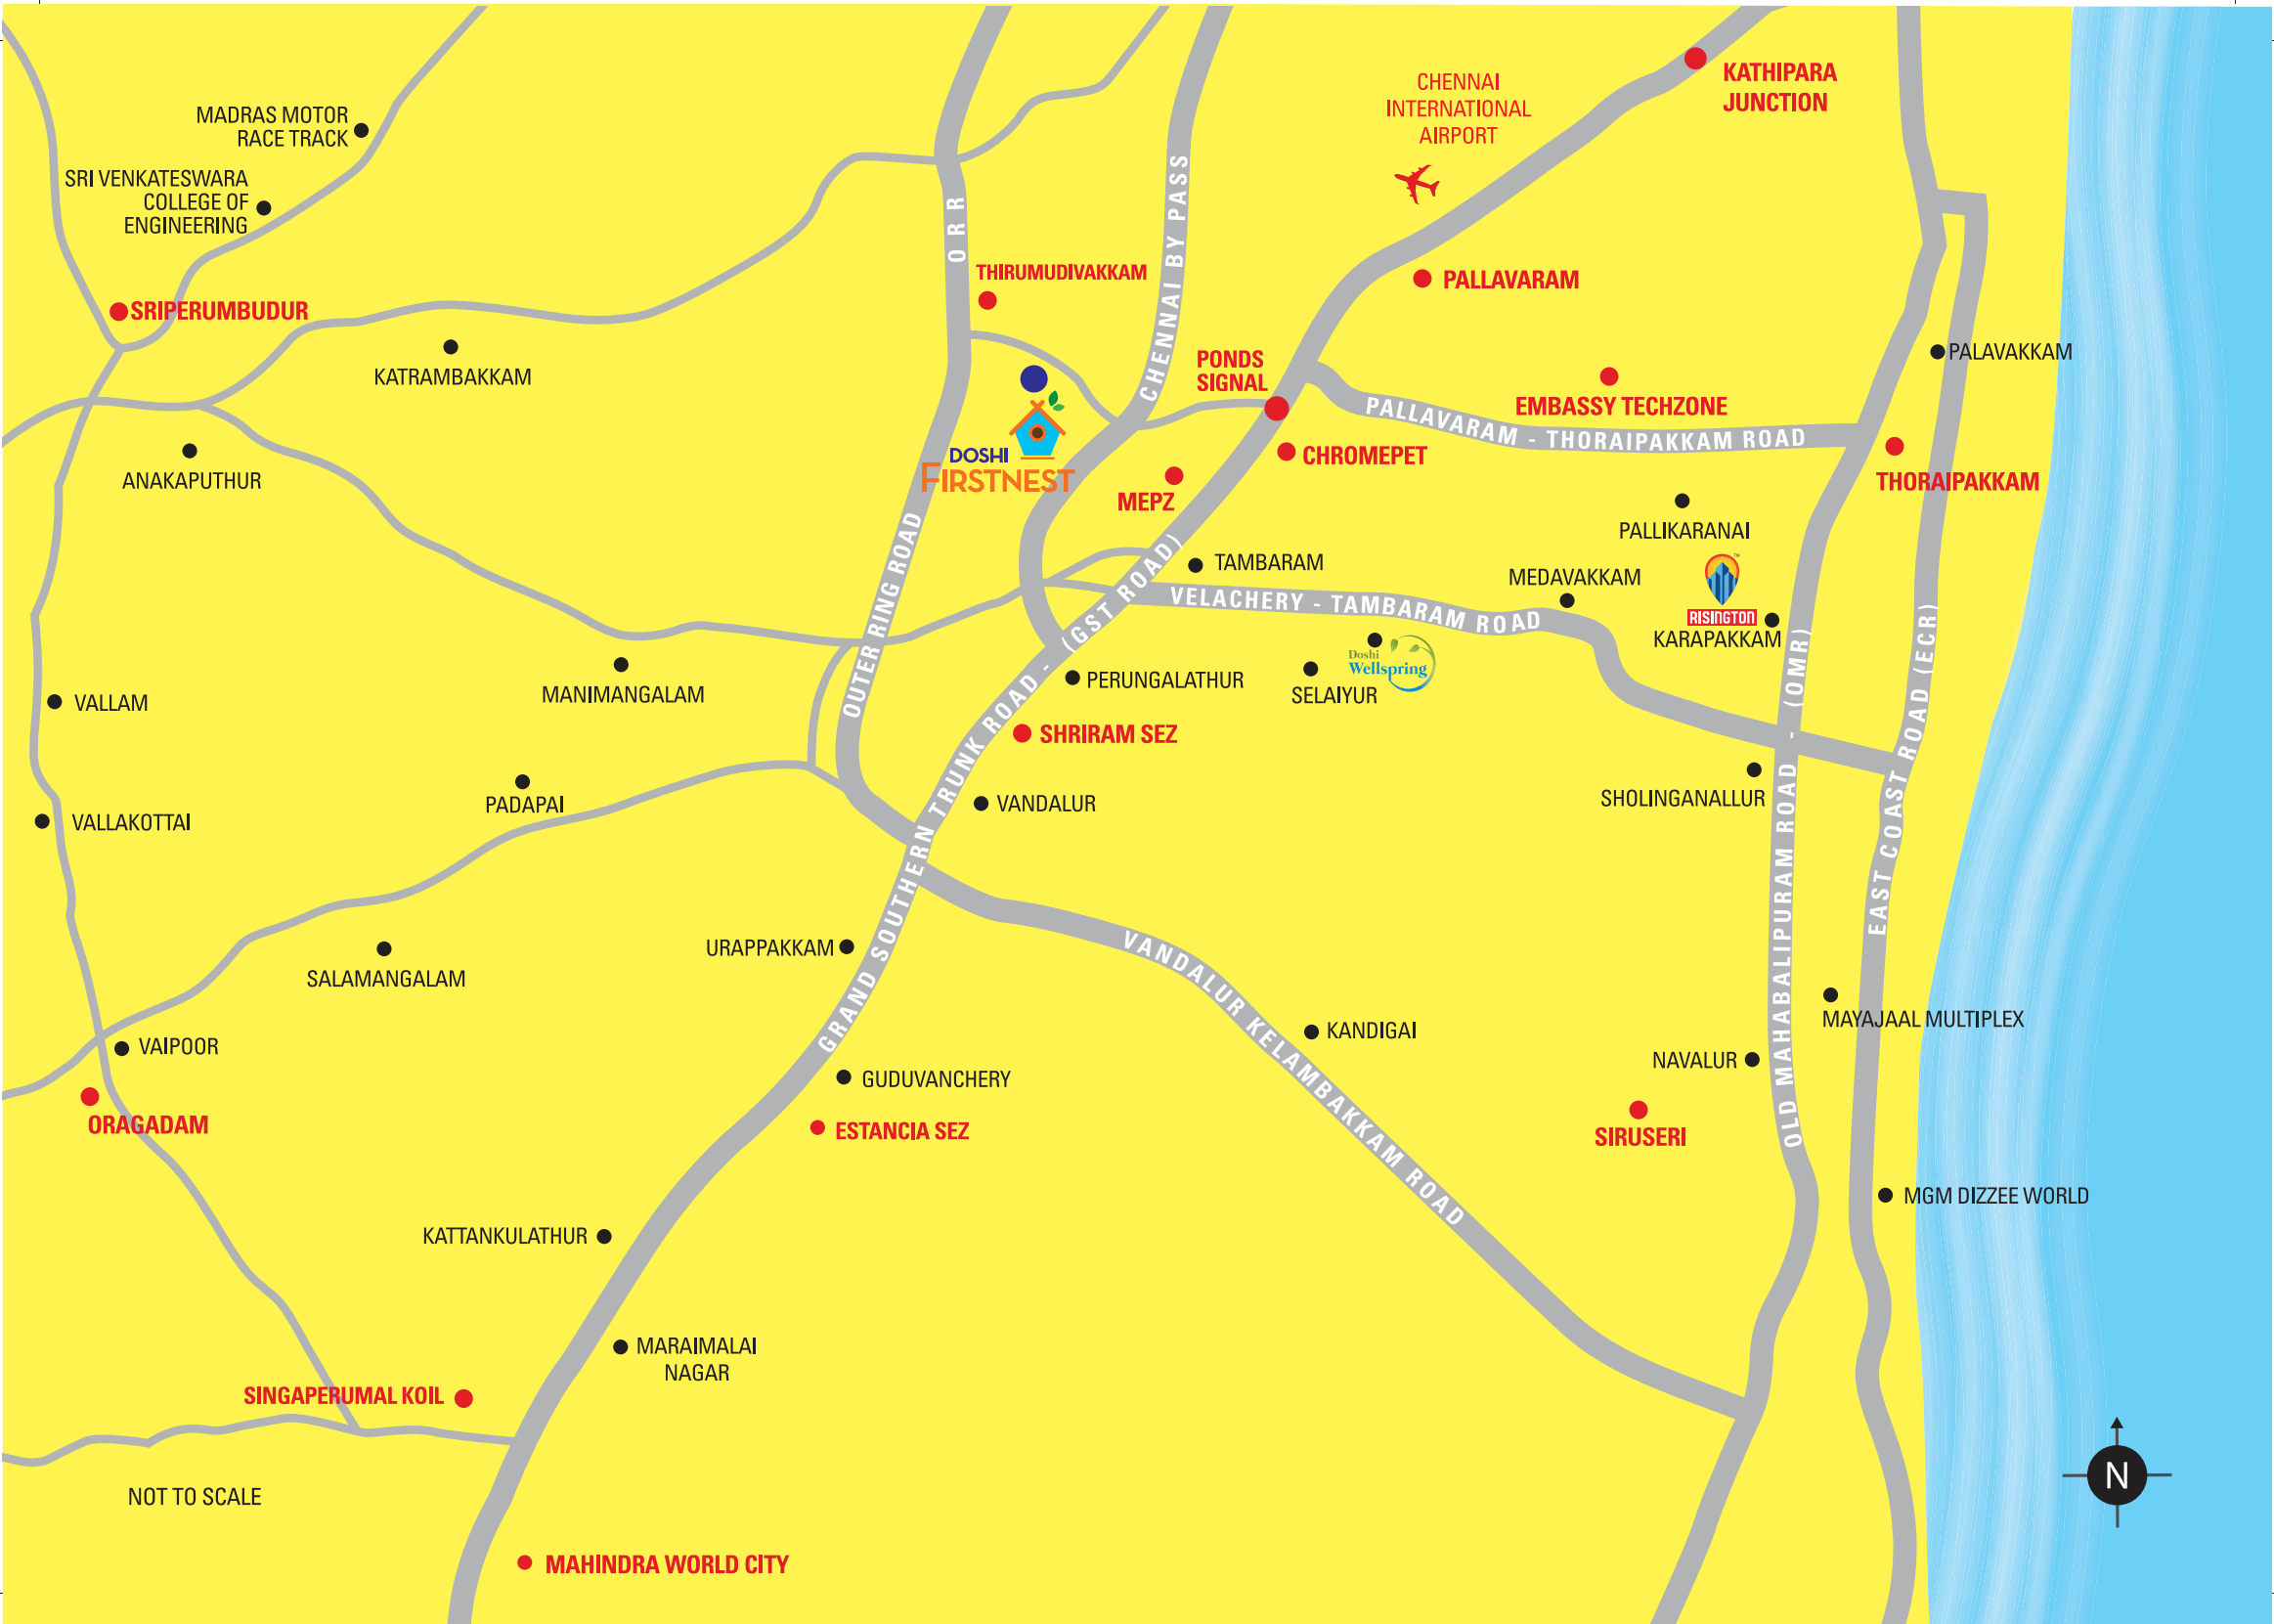 KATHIPARA
JUNCTION
CHENNAI
INTERNATIONAL
AIRPORT
MADRAS MOTOR
RACE TRACK
SRI VENKATESWARA
COLLEGE OF
ENGINEERING
O R R
CHENNAI BY PASS
THIRUMUDIVAKKAM
PALLAVARAM
SRIPERUMBUDUR
KATRAMBAKKAM
PONDS
SIGNAL
PALAVAKKAM
EMBASSY TECHZONE
PALLAVARAM - THORAIPAKKAM ROAD
DOSHI
FIRSTNEST
CHROMEPET
ANAKAPUTHUR
MEPZ
THORAIPAKKAM
PALLIKARANAI
TAMBARAM
MEDAVAKKAM
VELACHERY - TAMBARAM ROAD
RISINGTON
™
KARAPAKKAM
OUTER RING ROAD
Doshi
Wellspring
PERUNGALATHUR
SELAIYUR
MANIMANGALAM
VALLAM
SHRIRAM SEZ
GRAND SOUTHERN TRUNK ROAD - (GST ROAD)
OLD MAHABALIPURAM ROAD - (OMR)
EAST COAST ROAD (ECR)
PADAPAI
VANDALUR
SHOLINGANALLUR
VALLAKOTTAI
URAPPAKKAM
VANDALUR KELAMBAKKAM ROAD
SALAMANGALAM
MAYAJAAL MULTIPLEX
KANDIGAI
VAIPOOR
NAVALUR
GUDUVANCHERY
ORAGADAM
ESTANCIA SEZ
SIRUSERI
MGM DIZZEE WORLD
KATTANKULATHUR
MARAIMALAI
NAGAR
SINGAPERUMAL KOIL
N
NOT TO SCALE
MAHINDRA WORLD CITY